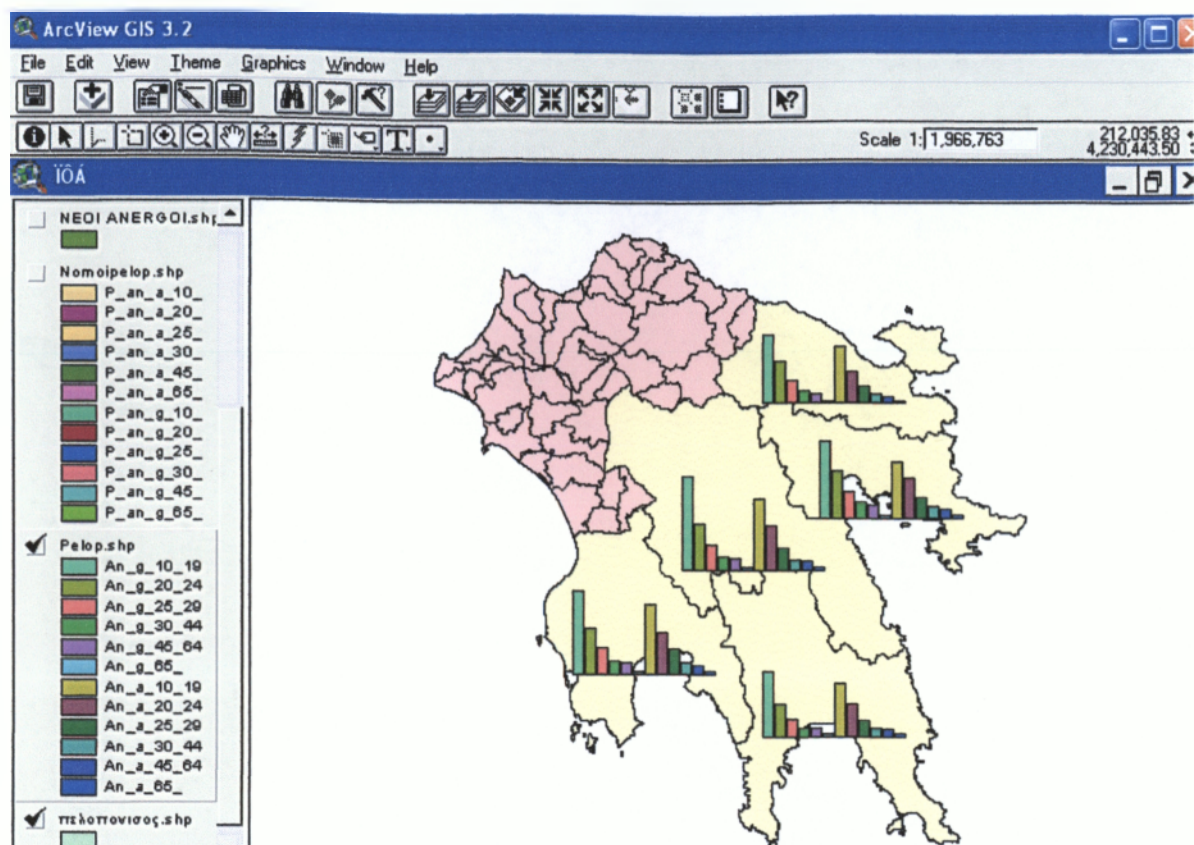 ArcView GIS 3.2
File Edit View Theme Graphics Window Help
Scale 1: 1,966,763
212,035.83
4,230,443.50
ÏÔÁ
NEOI ANERGOI.shp
Nomoipelop.shp
P_an_a_10_
P_an_a_20_
P_an_a_25_
P_an_a_30_
P_an_a_45_
P_an_a_65_
P_an_g_10_
P_an_g_20_
P_an_g_25_
P_an_g_30_
P_an_g_45_
P_an_g_65_
Pelop.shp
An_g_10_19
An_g_20_24
An_g_25_29
An_g_30_44
An_g_45_64
An_g_65_
An_a_10_19
An_a_20_24
An_a_25_29
An_a_30_44
An_a_45_64
An_a_65_
πελοπονισος.shp